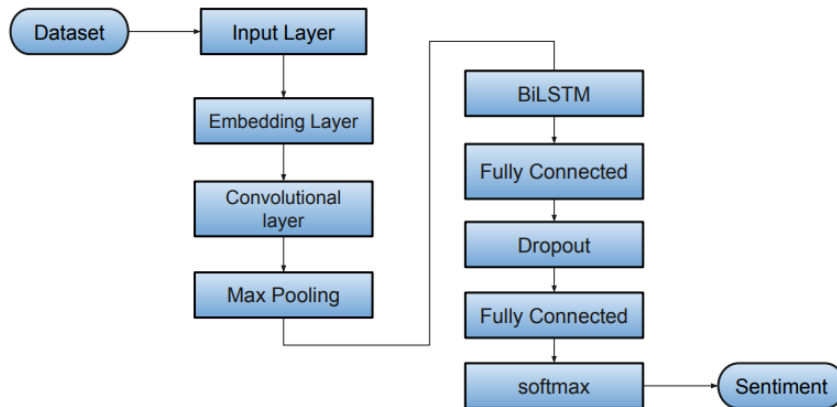 Dataset
Input Layer
Embedding Layer
Convolutional
layer
Max Pooling
BiLSTM
Fully Connected
Dropout
Fully Connected
softmax
Sentiment